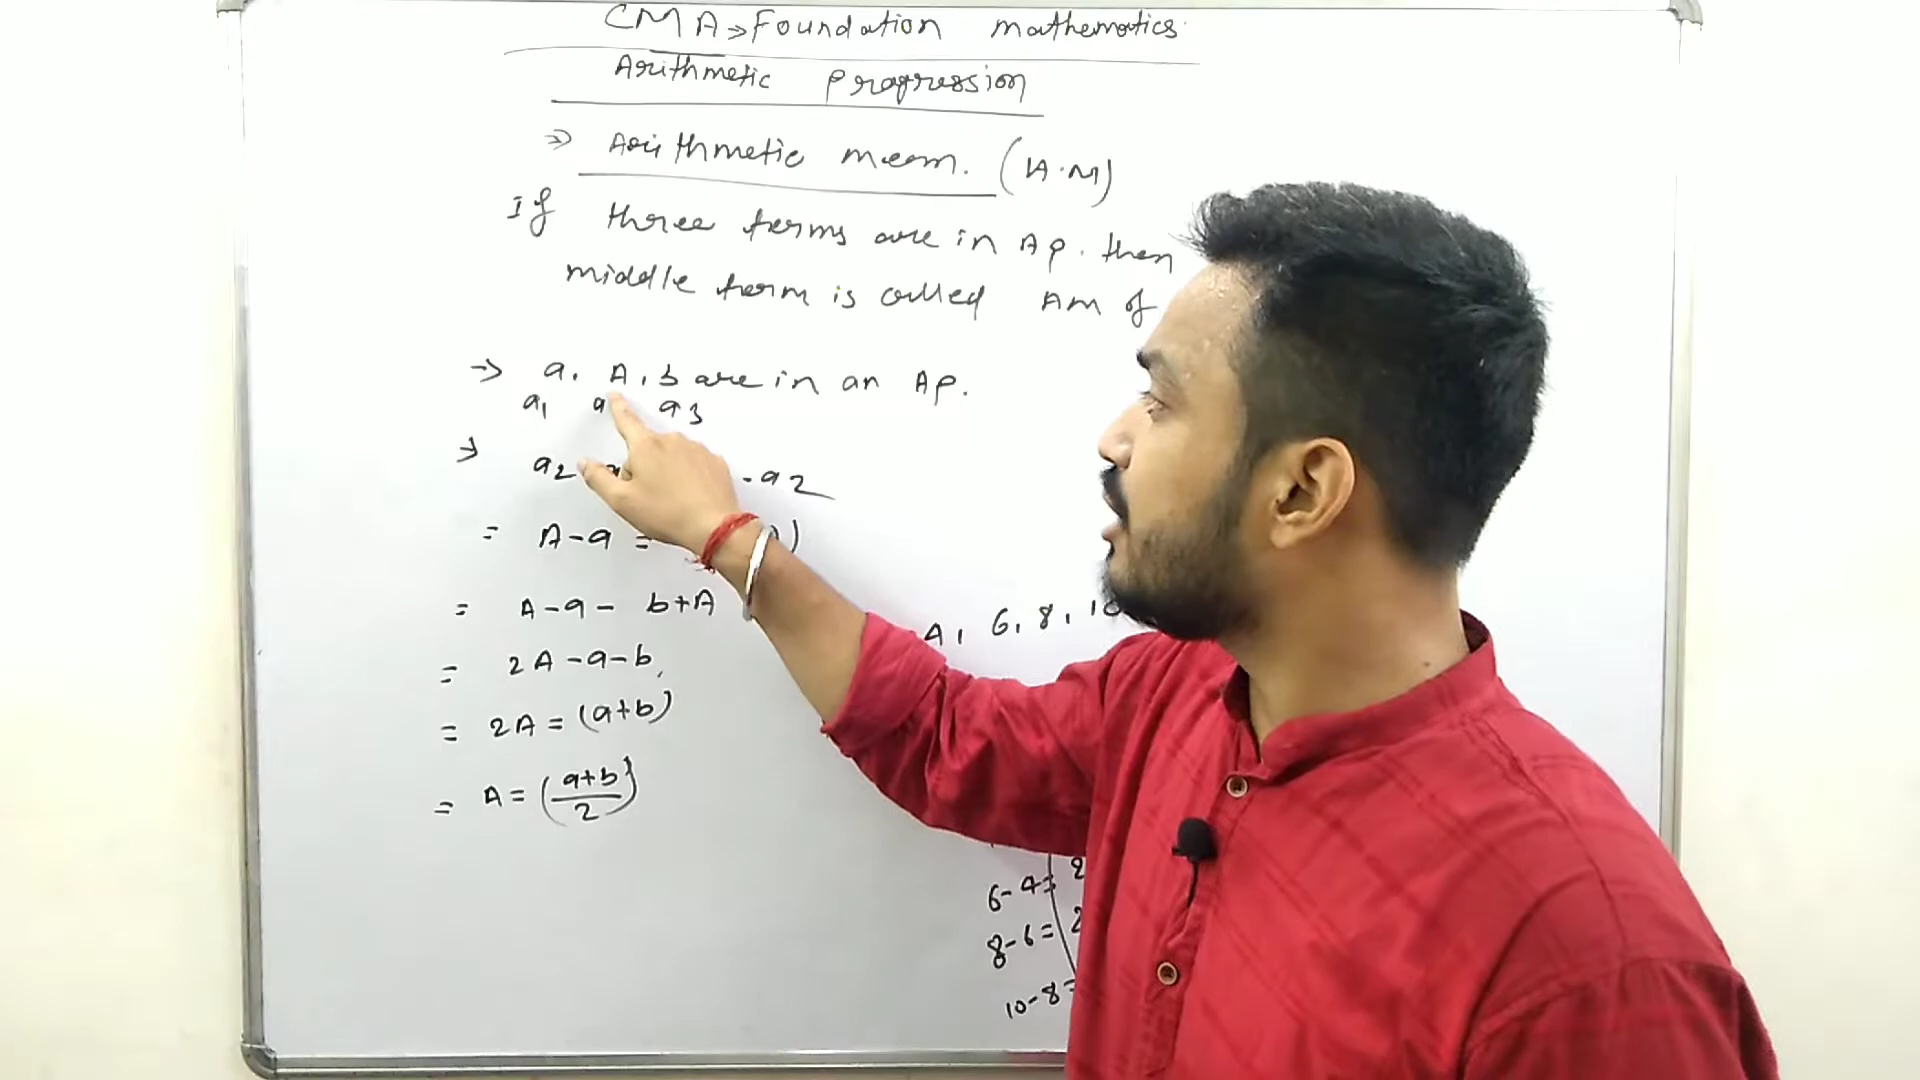 CMA⇒Foundation mathematics
Arithmetic progression
⇒ Arithmetic mean. (A.M)
If three terms are in AP. then
middle term is called AM of
→ a, A, b are in an AP.
a1 a a3
→ a2 - a2
= A-a =
= A-a- b+A
= 2A-a-b
= 2A = (a+b)
= A = (a+b/2)
4, 6, 8, 10
6-4= 2
8-6= 2
10-8=